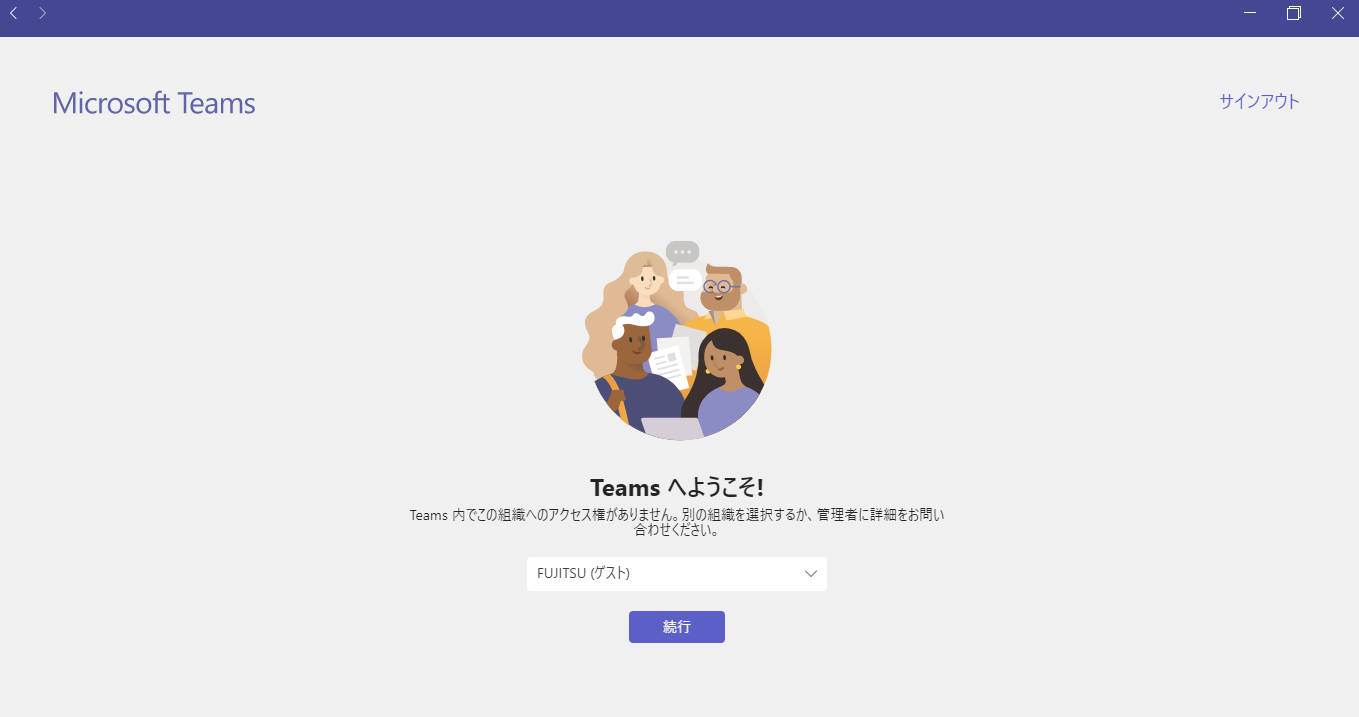 Microsoft Teams
サインアウト
Teams へようこそ!
Teams 内でこの組織へのアクセス権がありません。別の組織を選択するか、管理者に詳細をお問い
合わせください。
FUJITSU (ゲスト)
続行